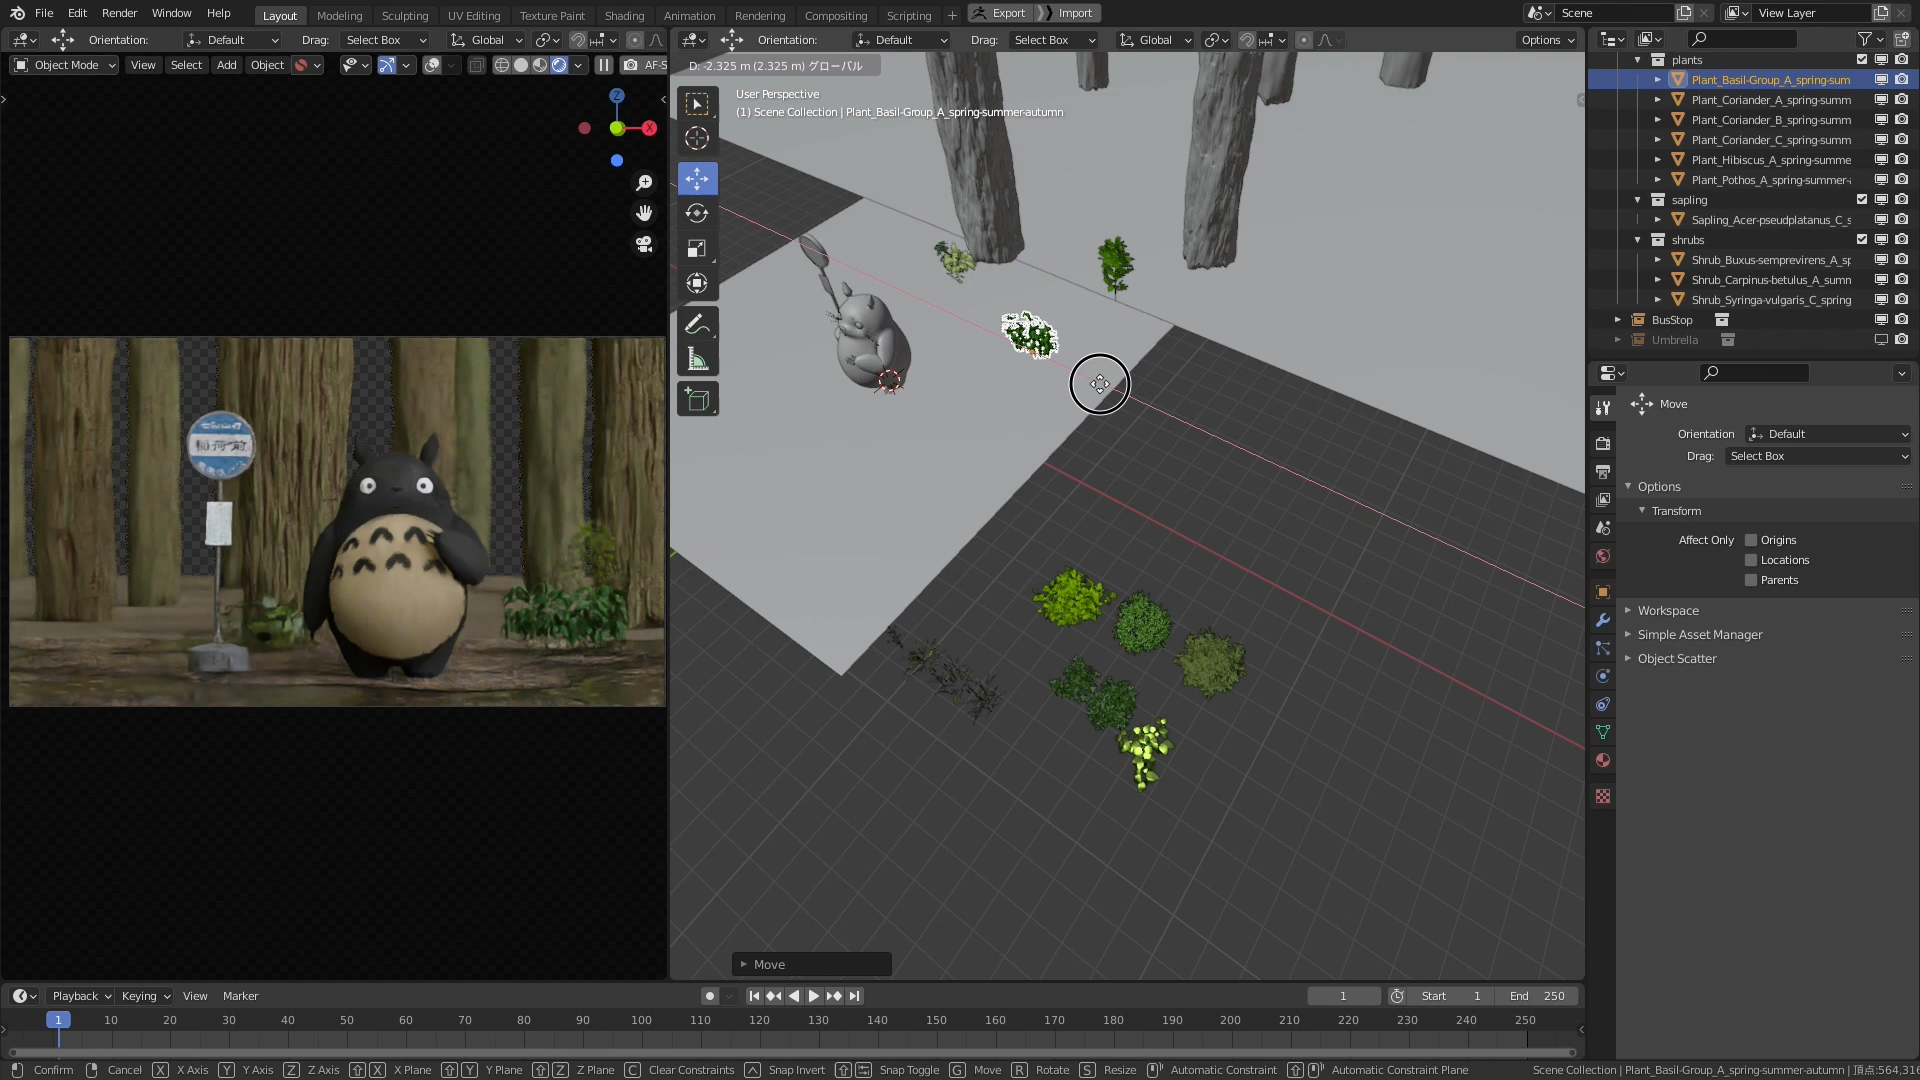 File Edit Render Window Help Layout Modeling Sculpting UV Editing Texture Paint Shading Animation Rendering Compositing Scripting + Export Import Scene View Layer
Orientation: Default Drag: Select Box Global Orientation: Default Drag: Select Box Global Options
Object Mode View Select Add Object AF-S
D: -2.325 m (2.325 m) グローバル
User Perspective
(1) Scene Collection | Plant_Basil-Group_A_spring-summer-autumn
Z
X
稲荷前
plants
Plant_Basil-Group_A_spring-sum
Plant_Coriander_A_spring-summ
Plant_Coriander_B_spring-summ
Plant_Coriander_C_spring-summ
Plant_Hibiscus_A_spring-summe
Plant_Pothos_A_spring-summer-
sapling
Sapling_Acer-pseudplatanus_C_s
shrubs
Shrub_Buxus-semprevirens_A_sp
Shrub_Carpinus-betulus_A_sumn
Shrub_Syringa-vulgaris_C_spring
BusStop
Umbrella
Move
Orientation Default
Drag: Select Box
Options
Transform
Affect Only Origins
Locations
Parents
Workspace
Simple Asset Manager
Object Scatter
Move
Playback Keying View Marker 1 Start 1 End 250
1 10 20 30 40 50 60 70 80 90 100 110 120 130 140 150 160 170 180 190 200 210 220 230 240 250
Confirm Cancel X X Axis Y Y Axis Z Z Axis X X Plane Y Y Plane Z Z Plane C Clear Constraints Snap Invert Snap Toggle G Move R Rotate S Resize Automatic Constraint Automatic Constraint Plane Scene Collection | Plant_Basil-Group_A_spring-summer-autumn | 頂点:564,316